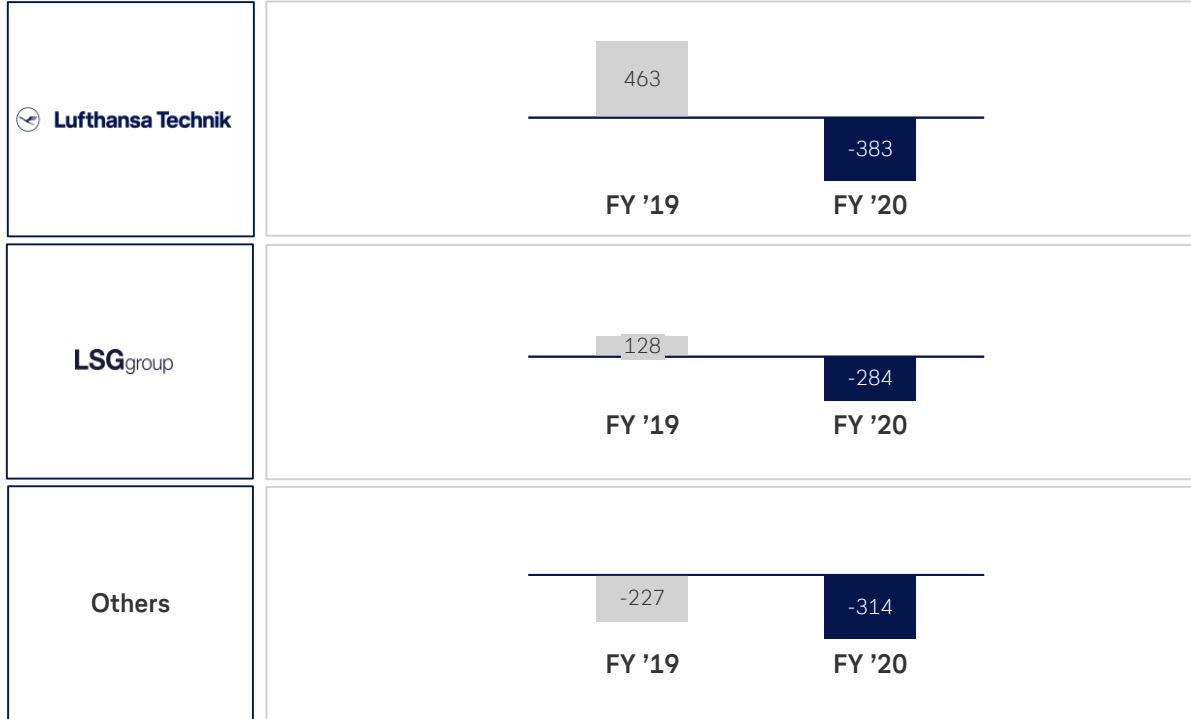 463
Lufthansa Technik
-383
FY ’19
FY ’20
128
LSGgroup
-284
FY ’19
FY ’20
Others
-227
-314
FY ’19
FY ’20